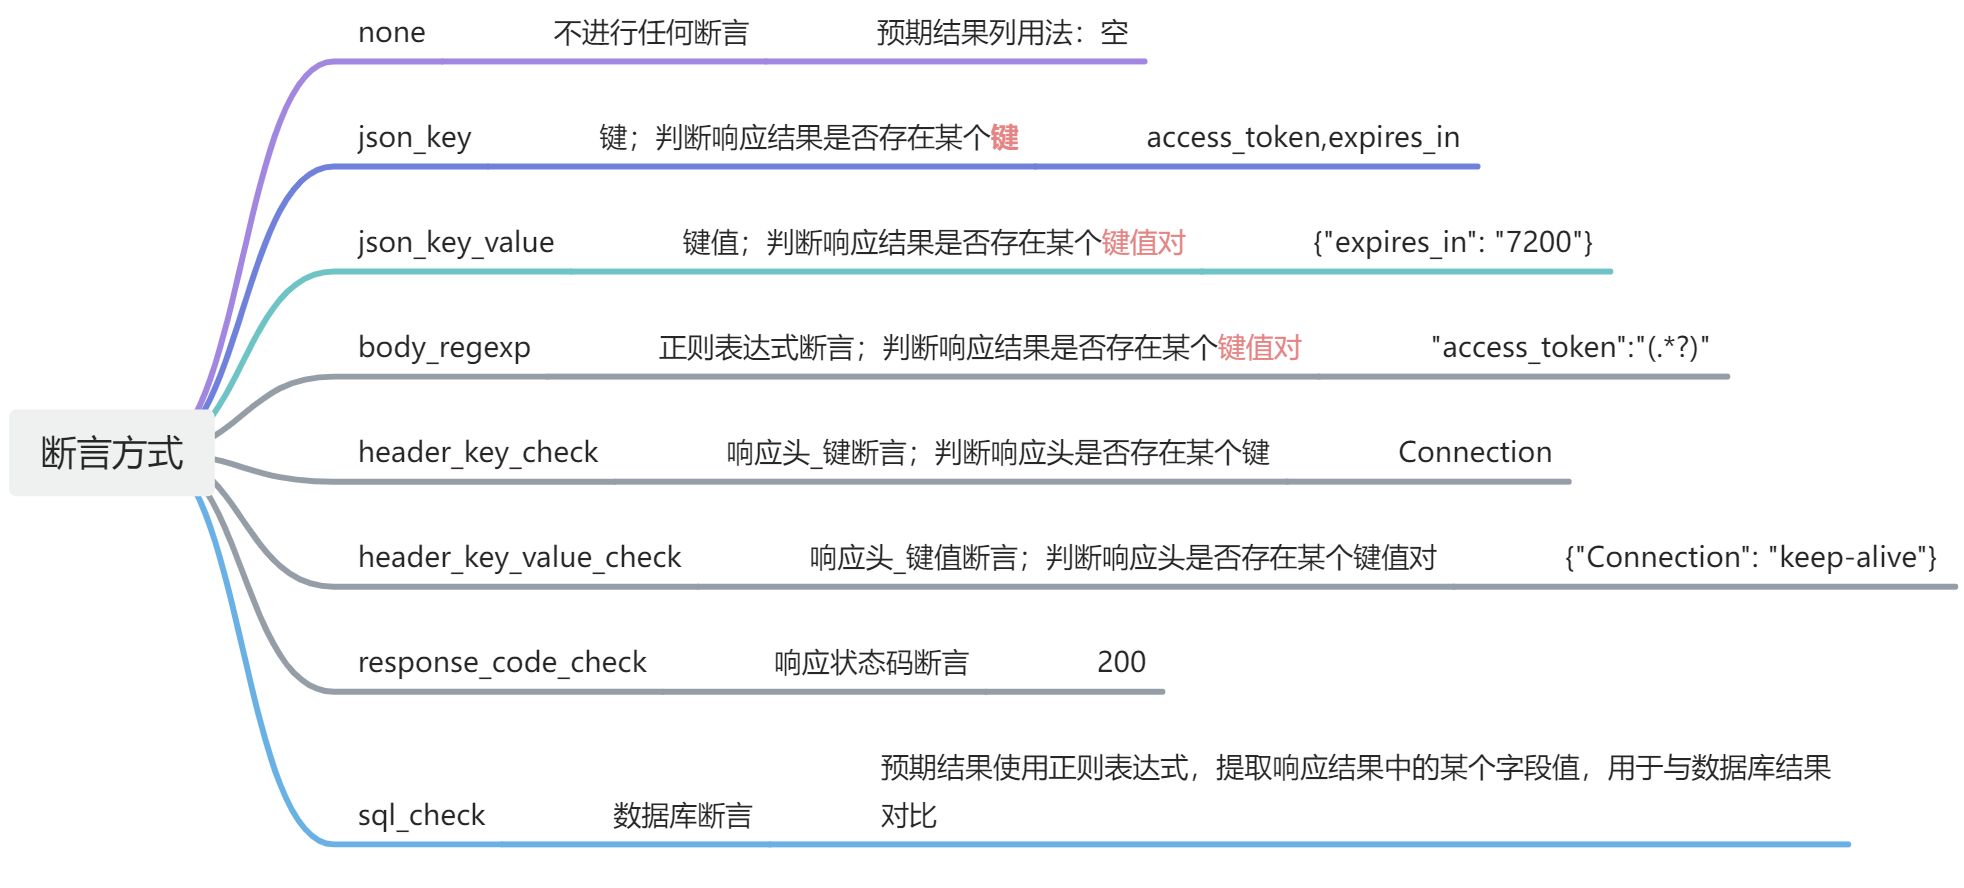 none 不进行任何断言 预期结果列用法：空
json_key 键；判断响应结果是否存在某个键 access_token,expires_in
json_key_value 键值；判断响应结果是否存在某个键值对 {"expires_in": "7200"}
body_regexp 正则表达式断言；判断响应结果是否存在某个键值对 "access_token":"(.*?)"
断言方式
header_key_check 响应头_键断言；判断响应头是否存在某个键 Connection
header_key_value_check 响应头_键值断言；判断响应头是否存在某个键值对 {"Connection": "keep-alive"}
response_code_check 响应状态码断言 200
sql_check 数据库断言 预期结果使用正则表达式，提取响应结果中的某个字段值，用于与数据库结果
对比